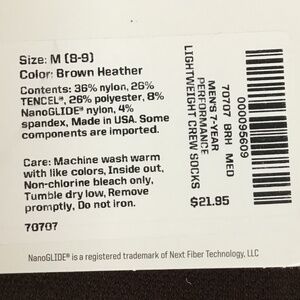 Size: M (8-9)
Color: Brown Heather
Contents: 36% nylon, 26%
TENCEL®, 26% polyester, 8%
NanoGLIDE® nylon, 4%
spandex, Made in USA. Some
components are imported.
Care: Machine wash warm
with like colors, Inside out,
Non-chlorine bleach only,
Tumble dry low, Remove
promptly, Do not iron.
70707
000095609
70707 BRH MED
MEN'S 7-YEAR
PERFORMANCE
LIGHTWEIGHT CREW SOCKS
$21.95
NanoGLIDE® is a registered trademark of Next Fiber Technology, LLC